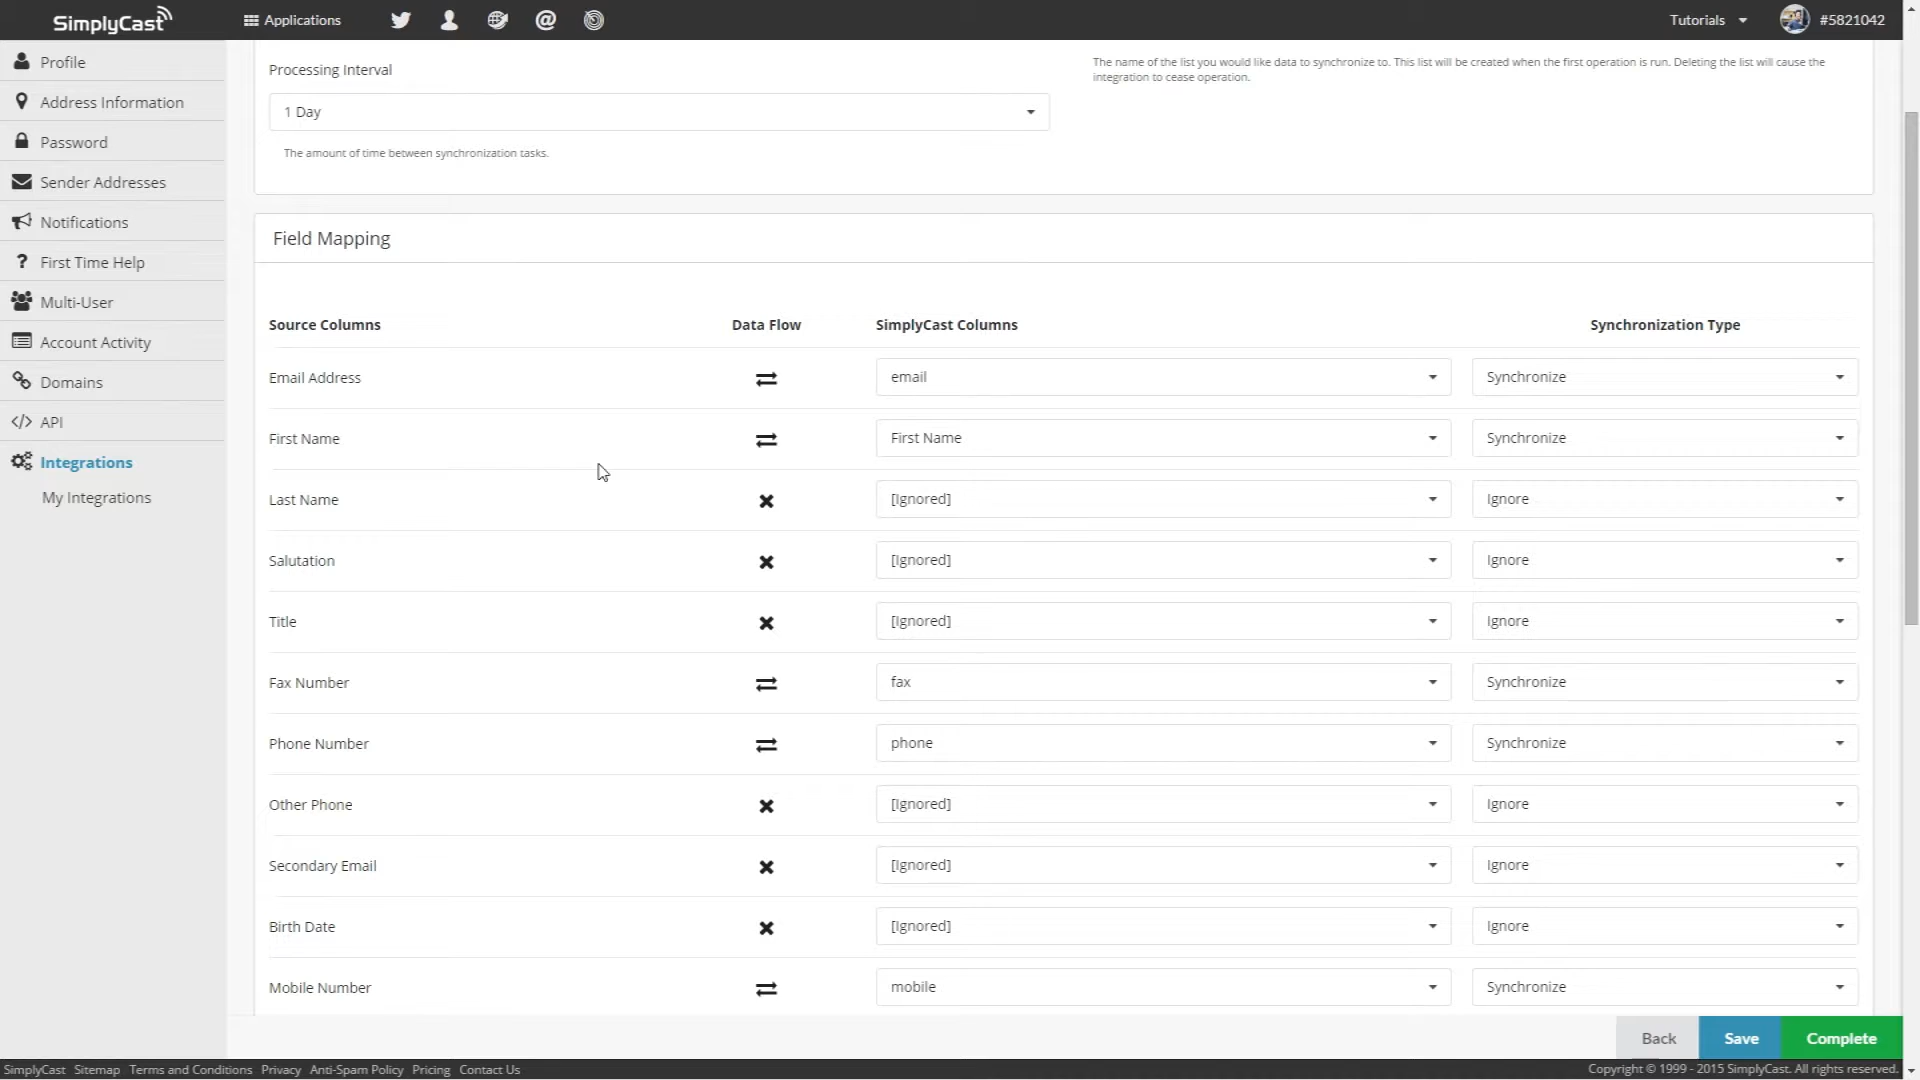 SimplyCast
Applications
Tutorials
#5821042
Profile
Address Information
Password
Sender Addresses
Notifications
First Time Help
Multi-User
Account Activity
Domains
API
Integrations
My Integrations
Processing Interval
1 Day
The amount of time between synchronization tasks.
The name of the list you would like data to synchronize to. This list will be created when the first operation is run. Deleting the list will cause the
integration to cease operation.
Field Mapping
Source Columns Data Flow SimplyCast Columns Synchronization Type
Email Address email Synchronize
First Name First Name Synchronize
Last Name [Ignored] Ignore
Salutation [Ignored] Ignore
Title [Ignored] Ignore
Fax Number fax Synchronize
Phone Number phone Synchronize
Other Phone [Ignored] Ignore
Secondary Email [Ignored] Ignore
Birth Date [Ignored] Ignore
Mobile Number mobile Synchronize
Back Save Complete
SimplyCast Sitemap Terms and Conditions Privacy Anti-Spam Policy Pricing Contact Us
Copyright © 1999 - 2015 SimplyCast. All rights reserved.